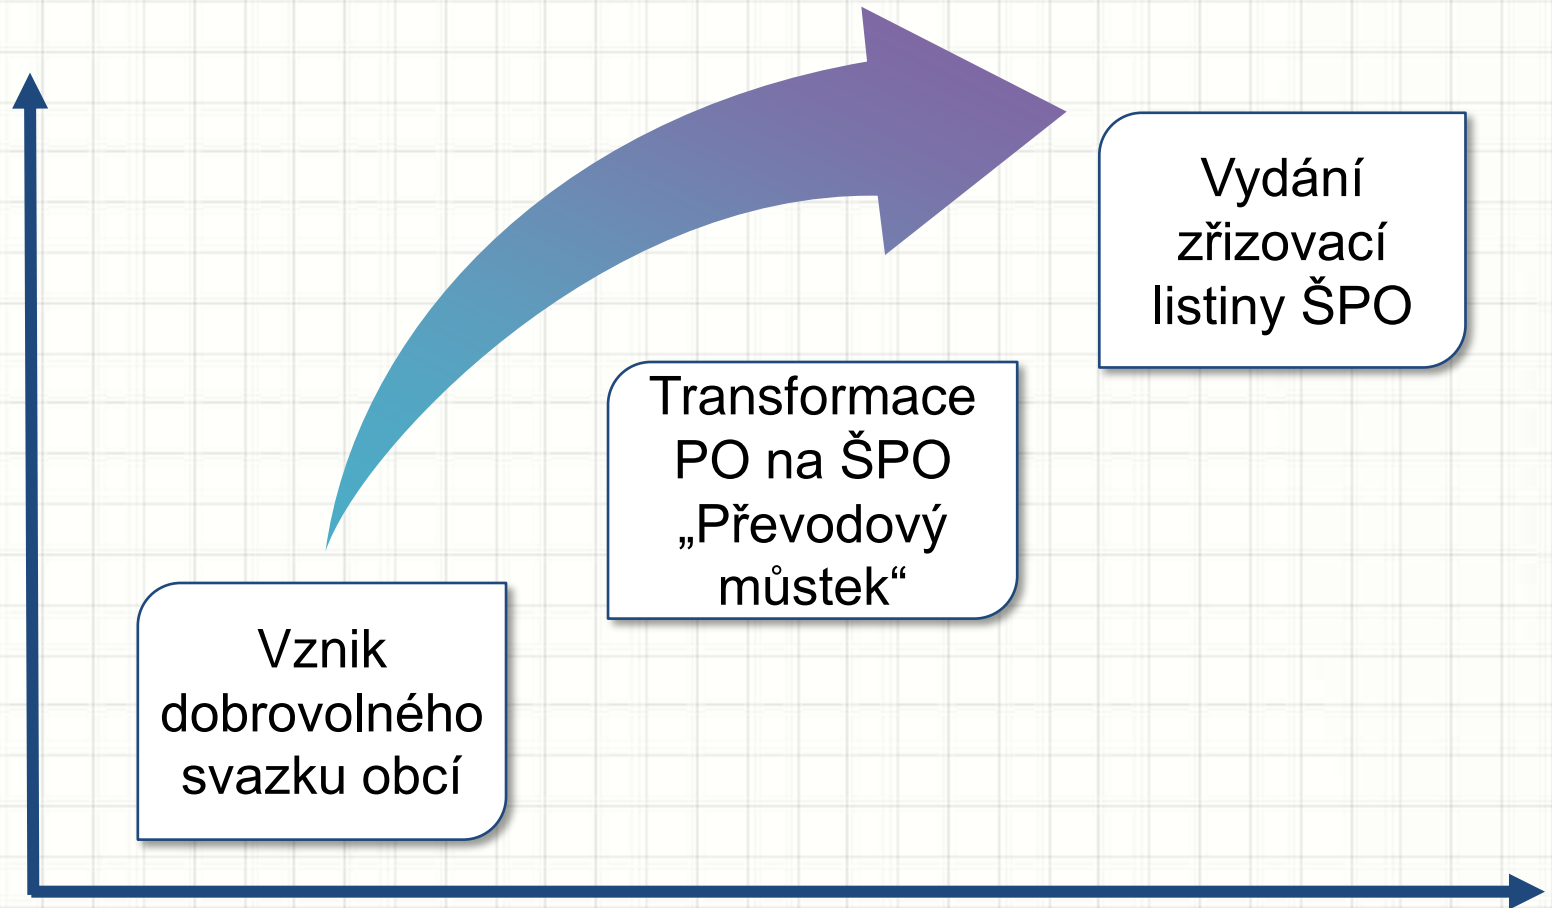 Vznik
dobrovolného
svazku obcí
Transformace
PO na ŠPO
„Převodový
můstek“
Vydání
zřizovací
listiny ŠPO